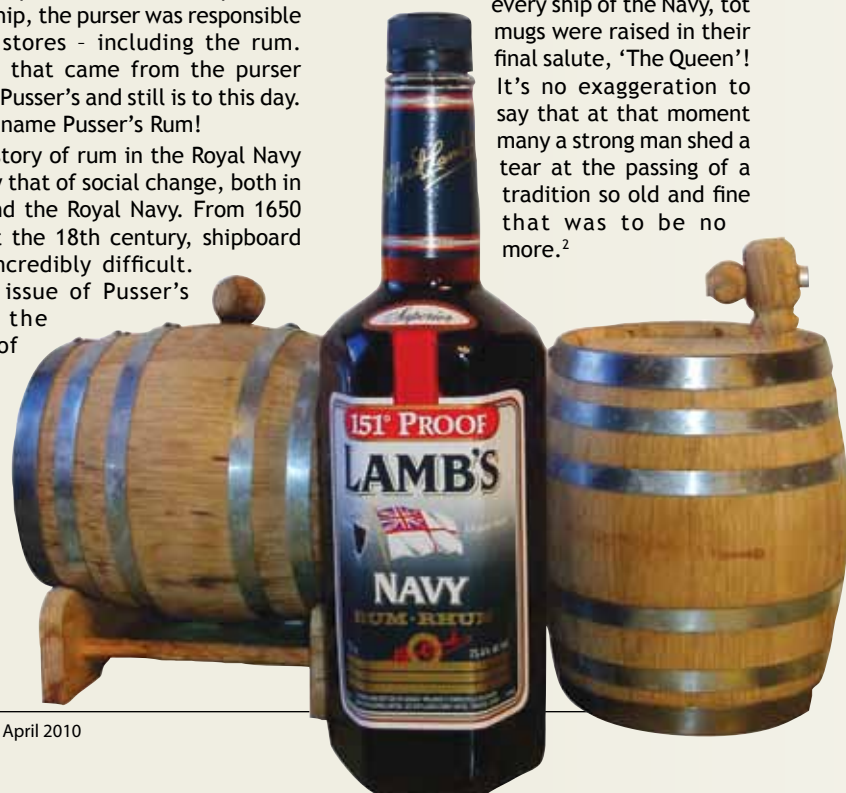 hip, the purser was responsible
stores - including the rum.
that came from the purser
Pusser's and still is to this day.
name Pusser's Rum!
story of rum in the Royal Navy
y that of social change, both in
nd the Royal Navy. From 1650
t the 18th century, shipboard
ncredibly difficult.
issue of Pusser's
the
of
every ship of the Navy, tot
mugs were raised in their
final salute, ‘The Queen’!
It's no exaggeration to
say that at that moment
many a strong man shed a
tear at the passing of a
tradition so old and fine
that was to be no
more.²
Superior
151° PROOF
LAMB'S
NAVY
RUM·RHUM
April 2010